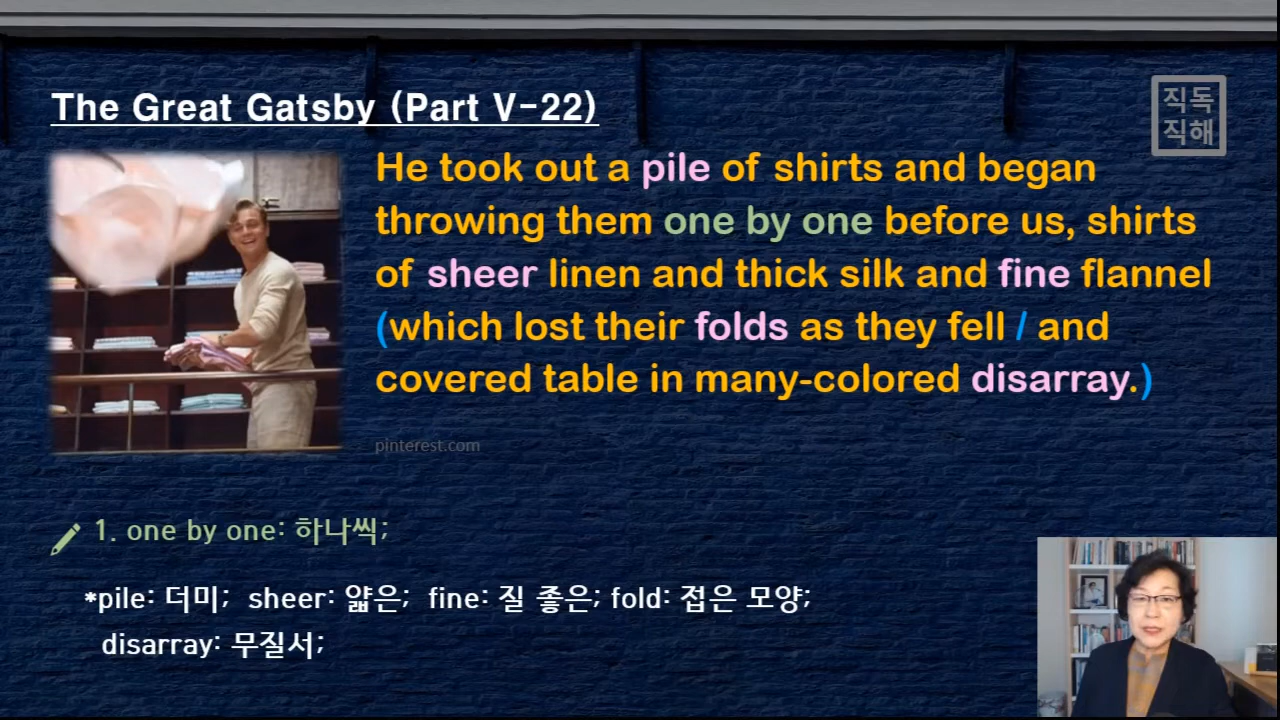 The Great Gatsby (Part V-22)
직독
직해
He took out a pile of shirts and began
throwing them one by one before us, shirts
of sheer linen and thick silk and fine flannel
(which lost their folds as they fell / and
covered table in many-colored disarray.)
pinterest.com
1. one by one: 하나씩;
*pile: 더미; sheer: 얇은; fine: 질 좋은; fold: 접은 모양;
disarray: 무질서;